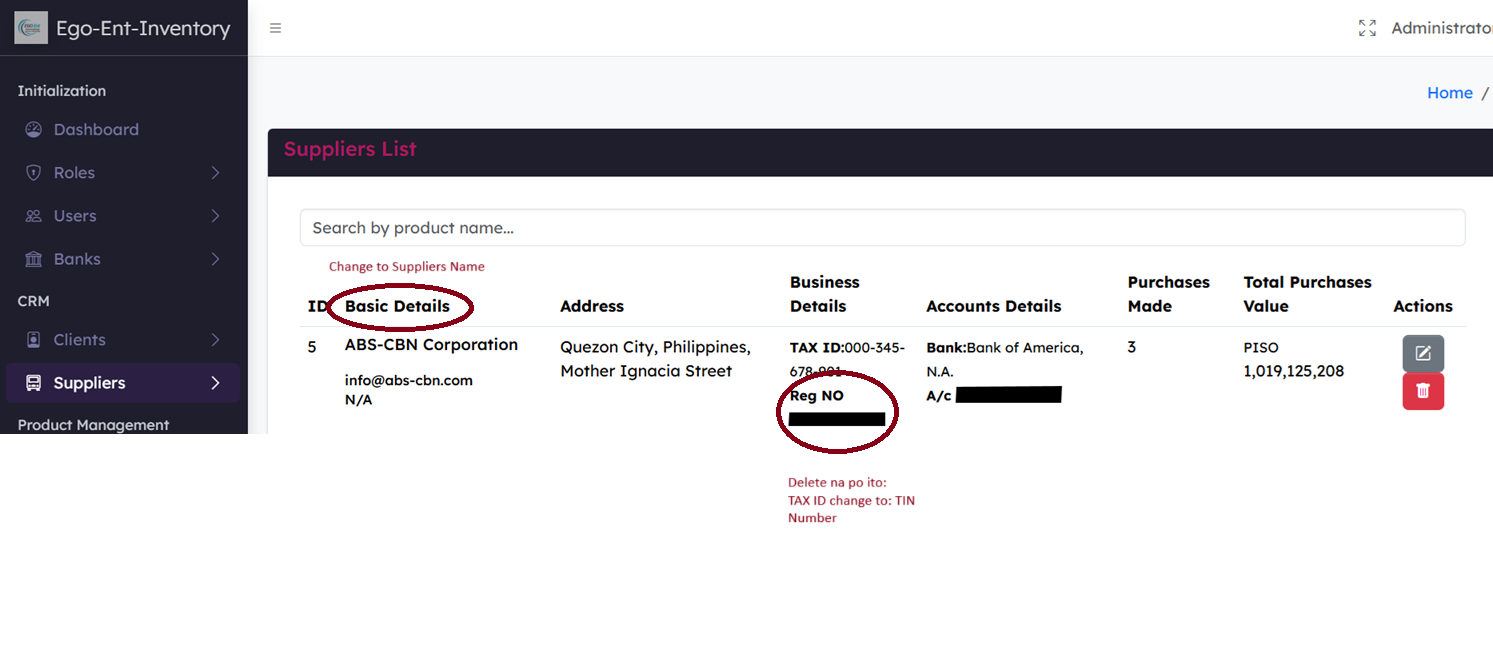 Ego-Ent-Inventory
Administrato
Initialization
Dashboard
Roles
Users
Banks
CRM
Clients
Suppliers
Product Management
Home /
Suppliers List
Search by product name...
Change to Suppliers Name
ID
Basic Details
Address
Business
Details
Accounts Details
Purchases
Made
Total Purchases
Value
Actions
5
ABS-CBN Corporation
info@abs-cbn.com
N/A
Quezon City, Philippines,
Mother Ignacia Street
TAX ID:000-345-
678-901
Reg NO
Bank:Bank of America,
N.A.
A/c
3
PISO
1,019,125,208
Delete na po ito:
TAX ID change to: TIN
Number